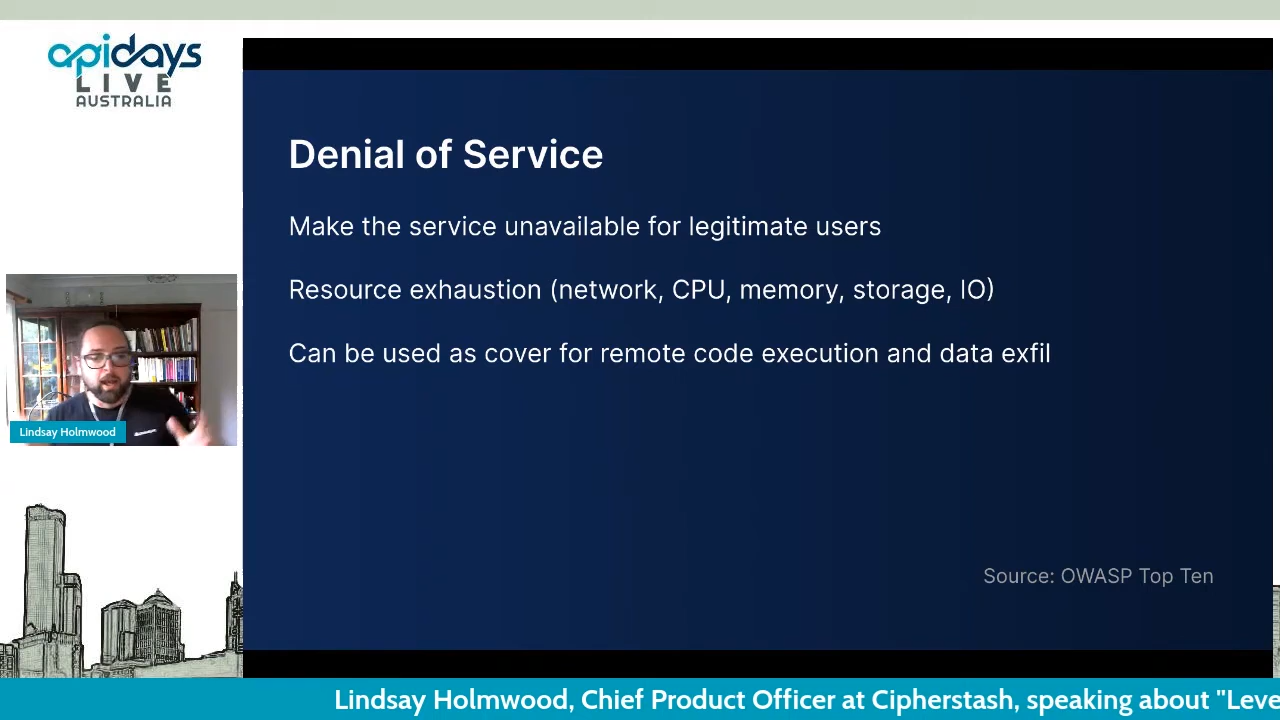 apidays
LIVE
AUSTRALIA
Denial of Service
Make the service unavailable for legitimate users
Resource exhaustion (network, CPU, memory, storage, IO)
Can be used as cover for remote code execution and data exfil
Lindsay Holmwood
Source: OWASP Top Ten
Lindsay Holmwood, Chief Product Officer at Cipherstash, speaking about "Leve